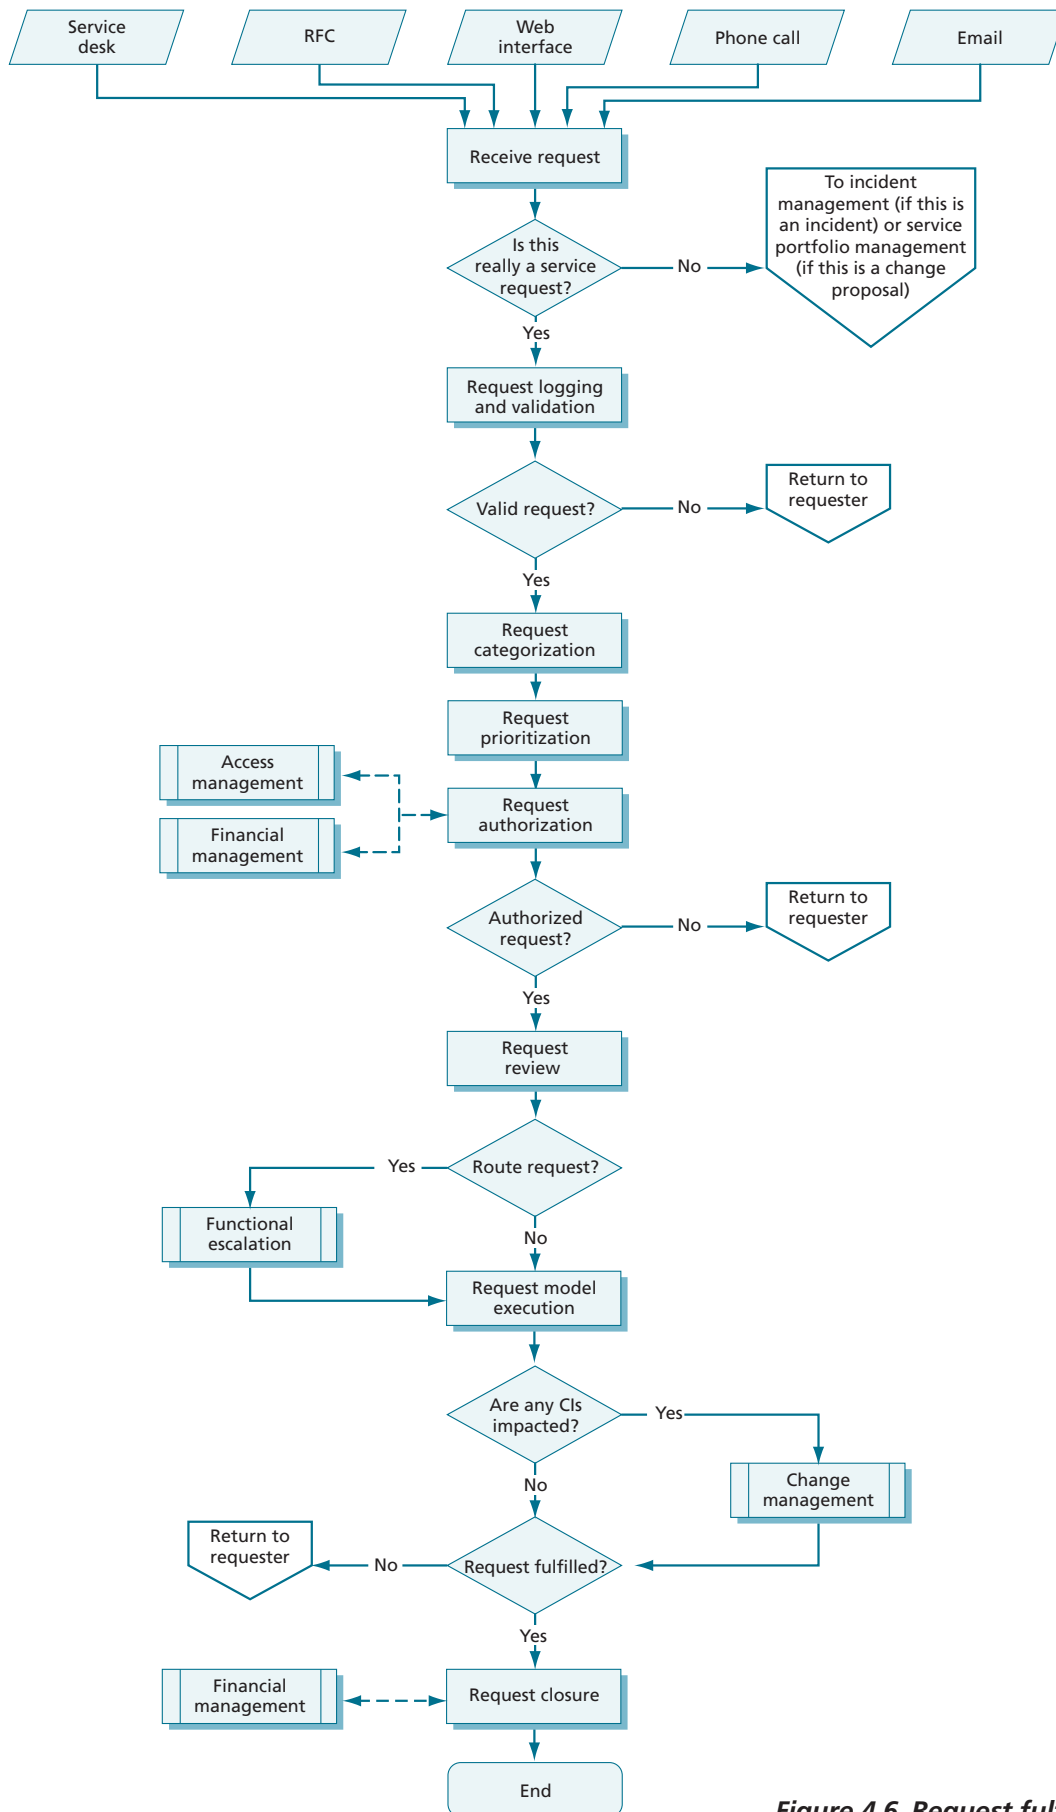 Service
desk
RFC
Web
interface
Phone call
Email
Receive request
To incident
management (if this is
an incident) or service
portfolio management
(if this is a change
proposal)
Is this
really a service
request?
No
Yes
Request logging
and validation
Valid request?
No
Return to
requester
Yes
Request
categorization
Request
prioritization
Access
management
Request
authorization
Financial
management
Authorized
request?
No
Return to
requester
Yes
Request
review
Route request?
Yes
Functional
escalation
No
Request model
execution
Are any CIs
impacted?
Yes
Change
management
No
Return to
requester
No
Request fulfilled?
Yes
Financial
management
Request closure
End
Figure 4.6 Request